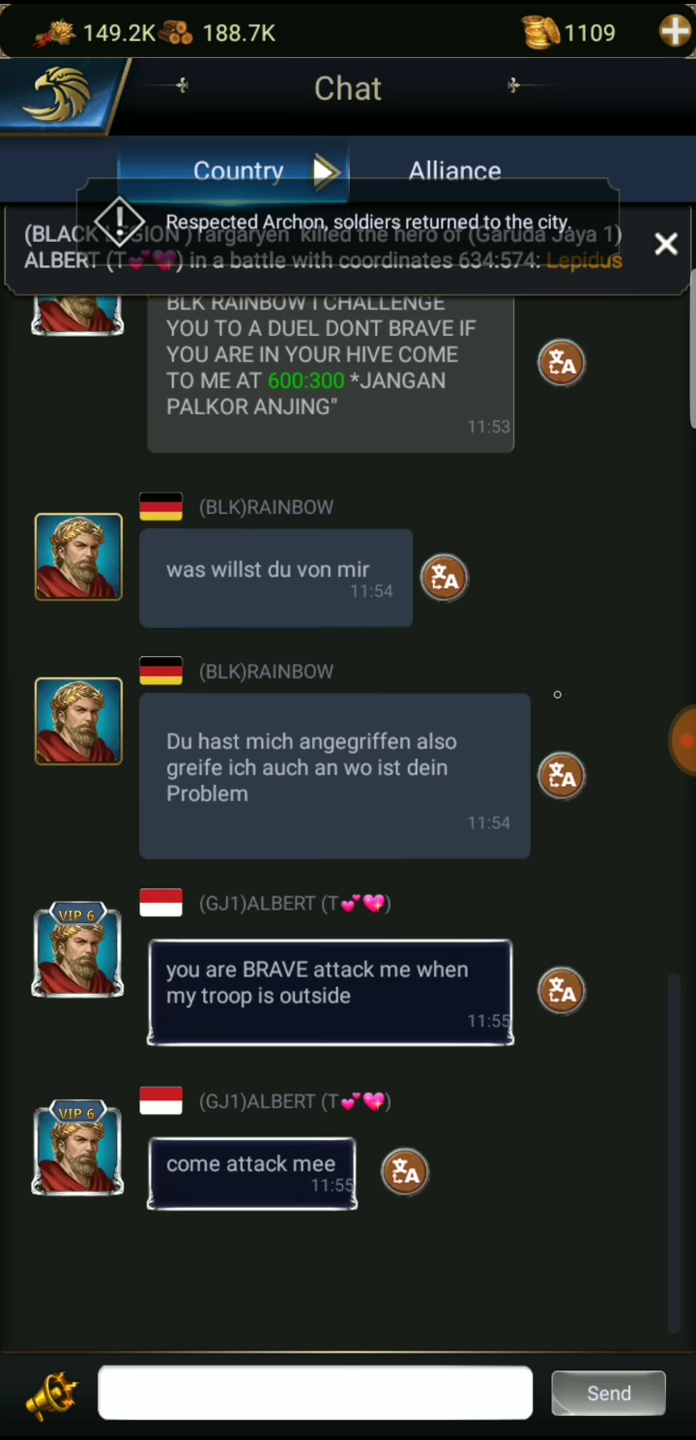 149.2K 188.7K 1109
Chat
Country Alliance
Respected Archon, soldiers returned to the city.
(BLACK LEGION ) Targaryen killed the hero of (Garuda Jaya 1)
ALBERT (T💕💖) in a battle with coordinates 634:574: Lepidus
BLK RAINBOW I CHALLENGE
YOU TO A DUEL DONT BRAVE IF
YOU ARE IN YOUR HIVE COME
TO ME AT 600:300 *JANGAN
PALKOR ANJING"
11:53
(BLK)RAINBOW
was willst du von mir
11:54
(BLK)RAINBOW
Du hast mich angegriffen also
greife ich auch an wo ist dein
Problem
11:54
(GJ1)ALBERT (T💕💖)
VIP 6
you are BRAVE attack me when
my troop is outside
11:55
(GJ1)ALBERT (T💕💖)
VIP 6
come attack mee
11:55
Send